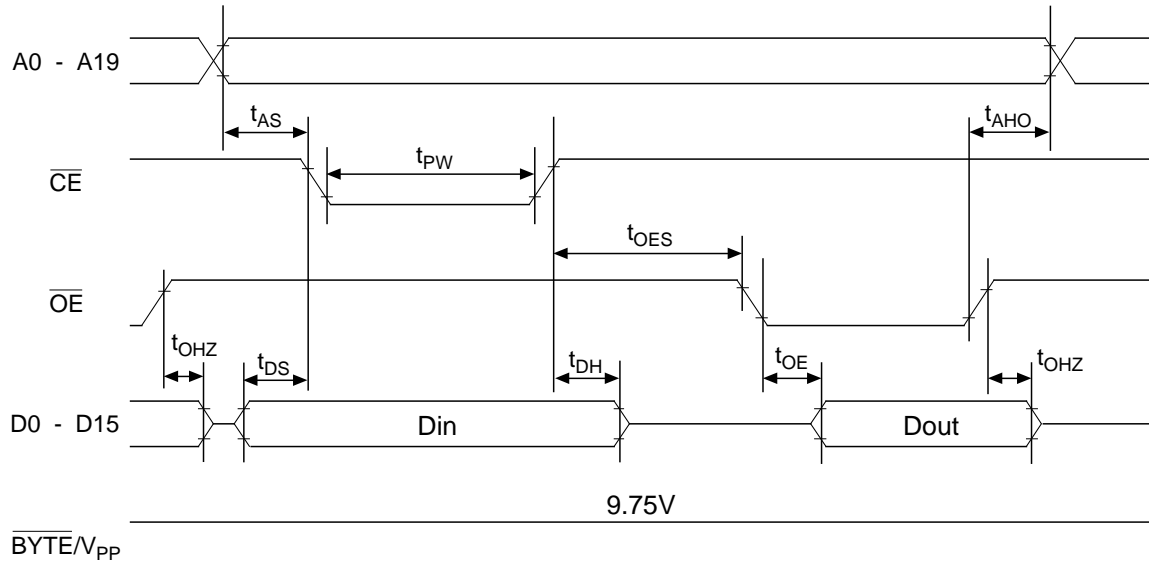 A0 - A19
tAS
tAHO
CE
tPW
tOES
OE
tOHZ
tDS
tDH
tOE
tOHZ
D0 - D15
Din
Dout
9.75V
BYTE/VPP